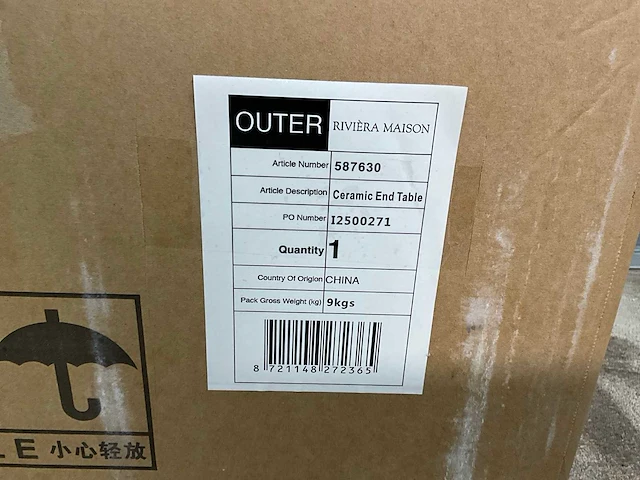 OUTER RIVIÈRA MAISON
Article Number 587630
Article Description Ceramic End Table
PO Number I2500271
Quantity 1
Country Of Origion CHINA
Pack Gross Weight (kg) 9kgs
8 721148 272365
LE 小心轻放